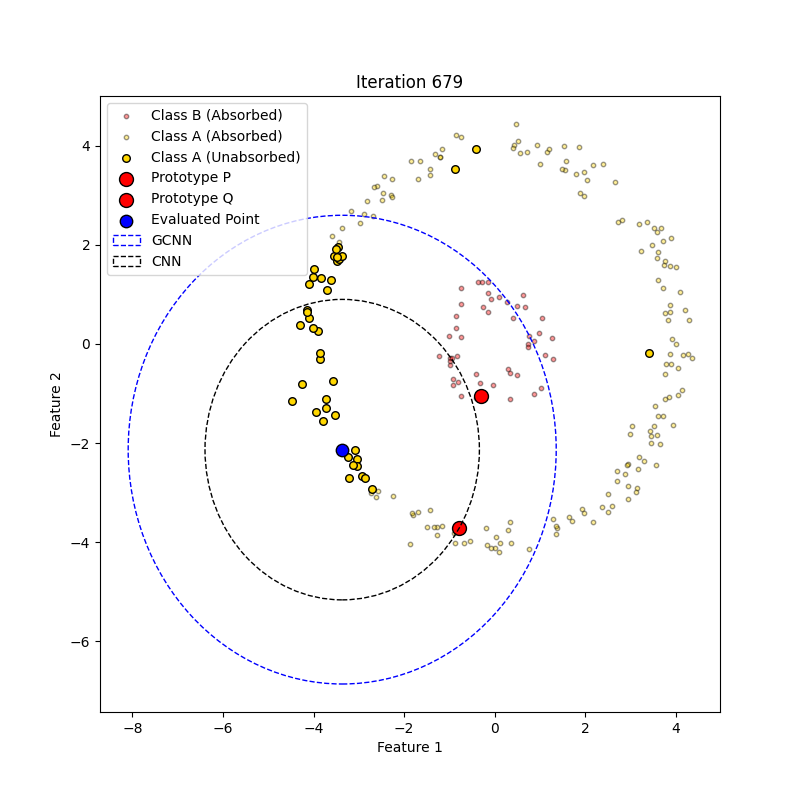 Iteration 679
Class B (Absorbed)
Class A (Absorbed)
Class A (Unabsorbed)
Prototype P
Prototype Q
Evaluated Point
GCNN
CNN
4
2
0
−2
−4
−6
Feature 2
−8
−6
−4
−2
0
2
4
Feature 1